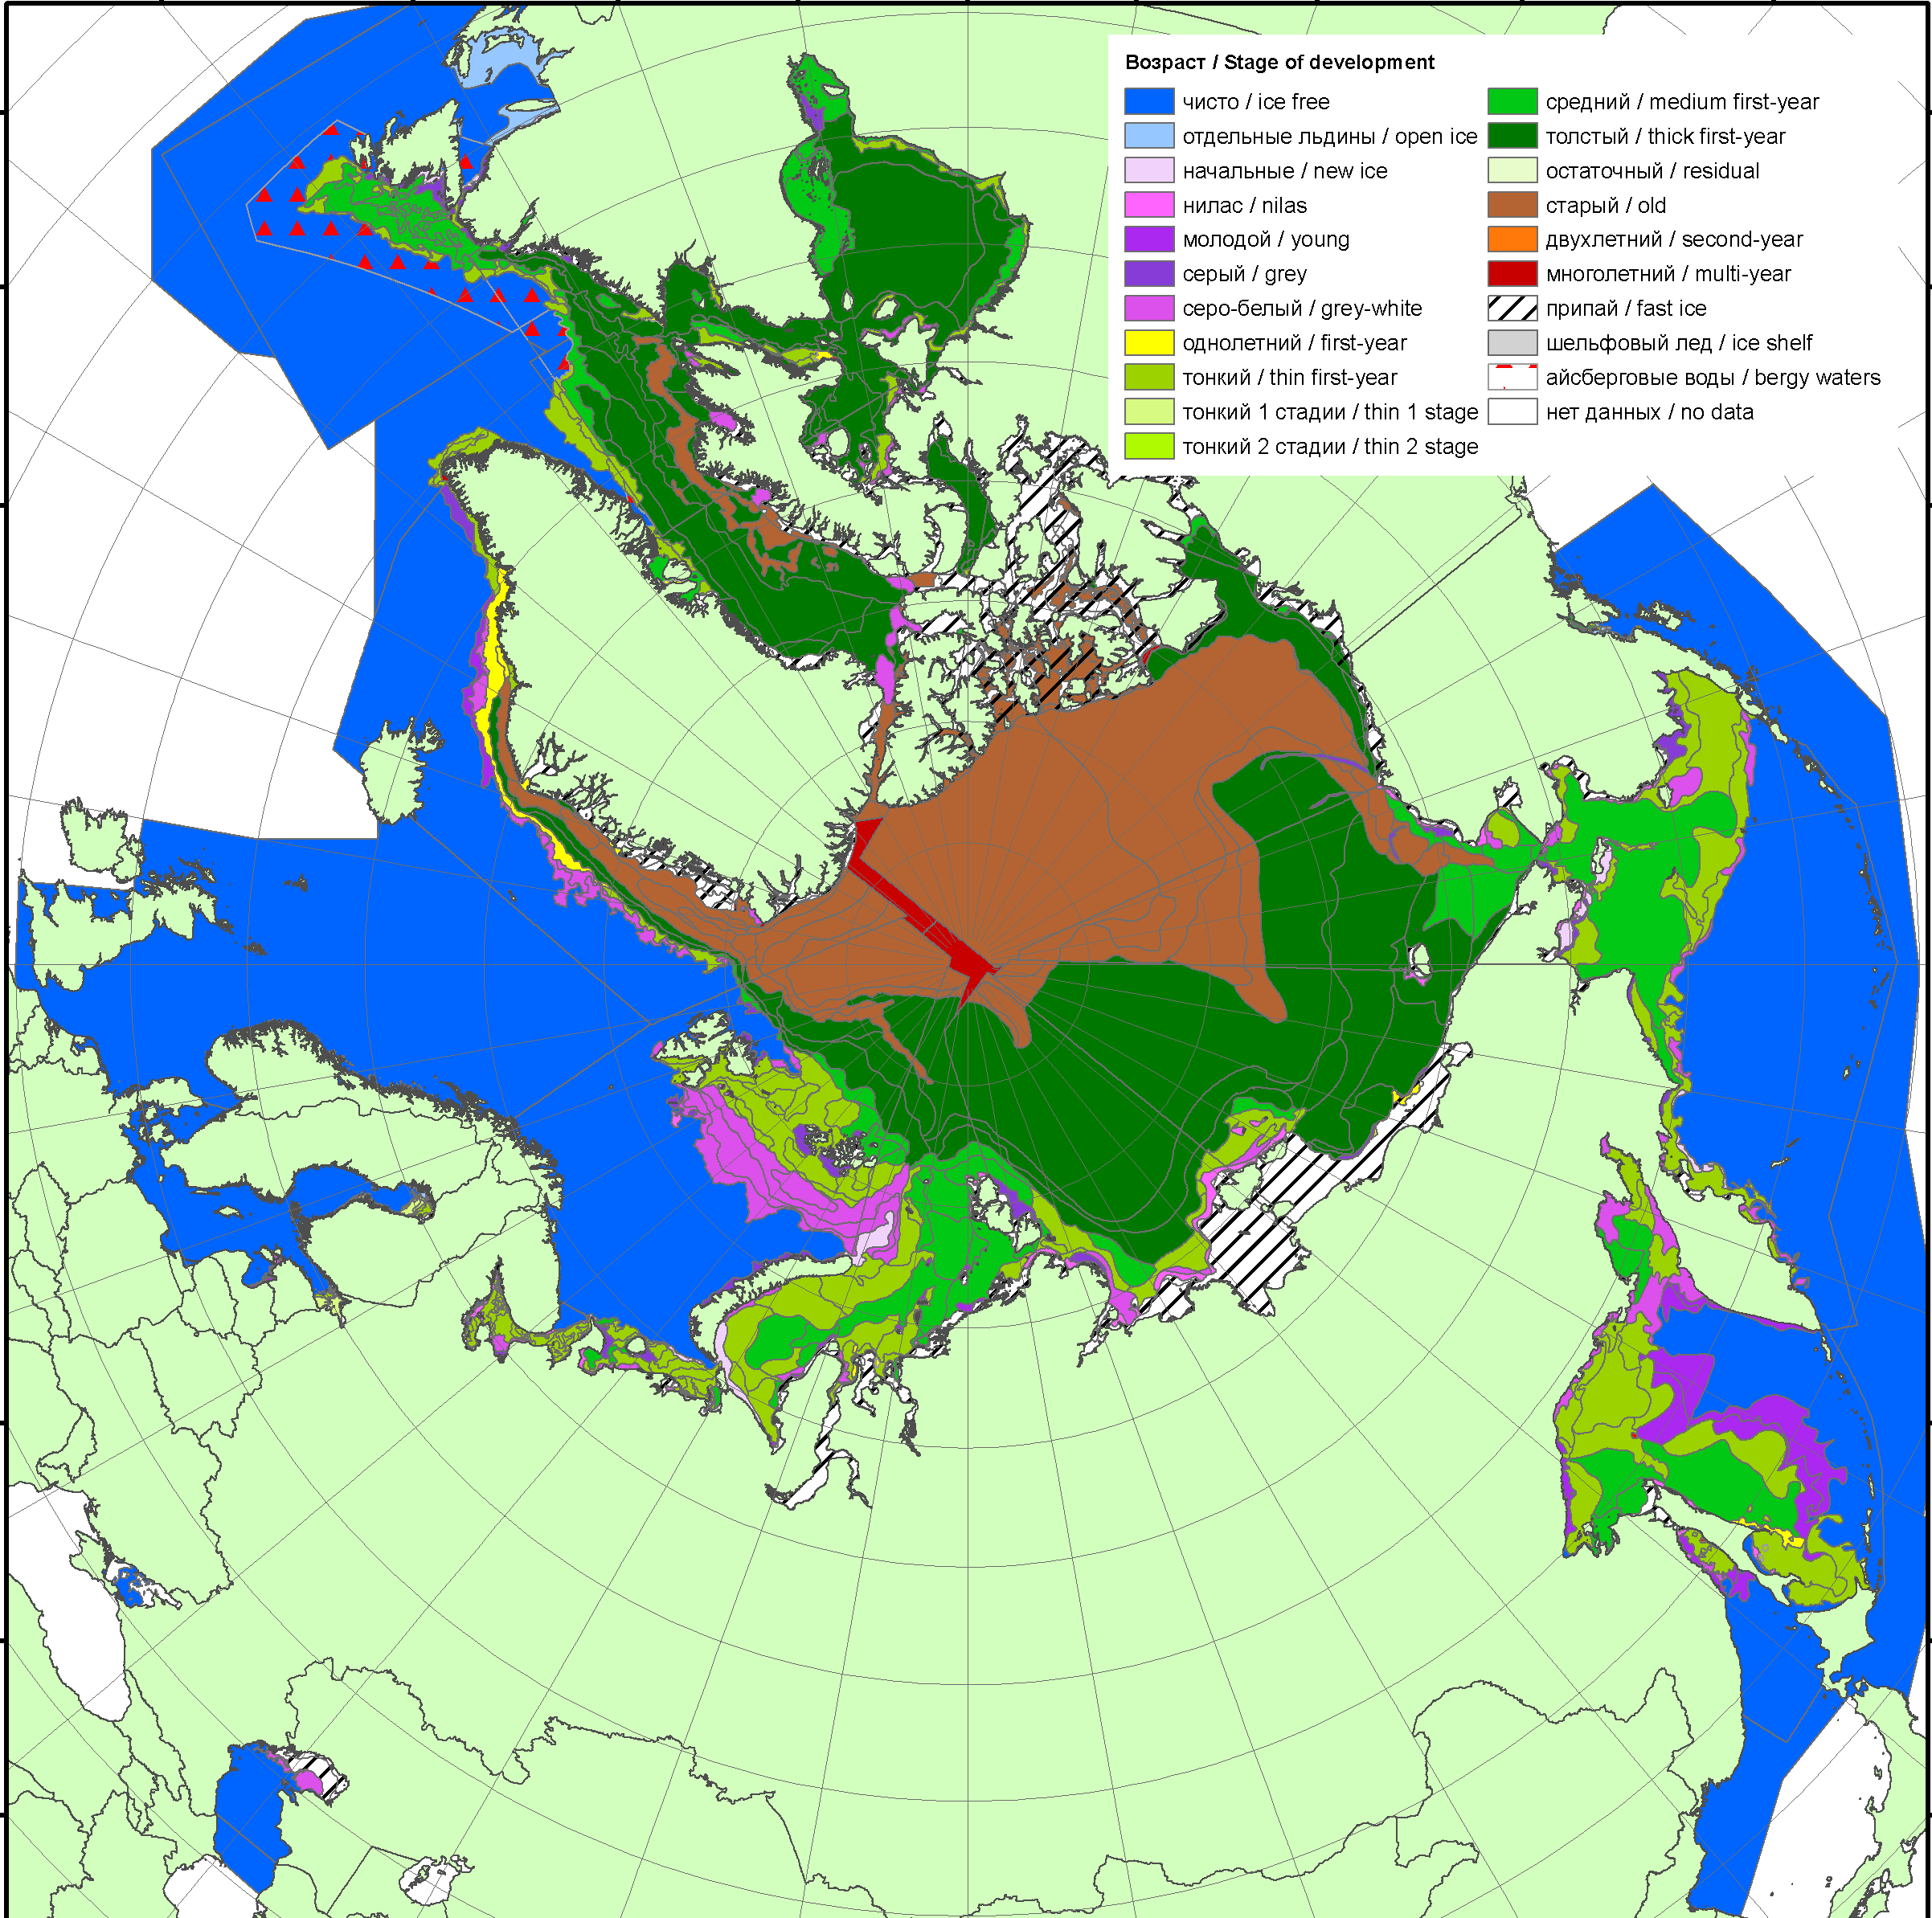 Возраст / Stage of development
чисто / ice free
отдельные льдины / open ice
начальные / new ice
нилас / nilas
молодой / young
серый / grey
серо-белый / grey-white
однолетний / first-year
тонкий / thin first-year
тонкий 1 стадии / thin 1 stage
тонкий 2 стадии / thin 2 stage
средний / medium first-year
толстый / thick first-year
остаточный / residual
старый / old
двухлетний / second-year
многолетний / multi-year
припай / fast ice
шельфовый лед / ice shelf
айсберговые воды / bergy waters
нет данных / no data